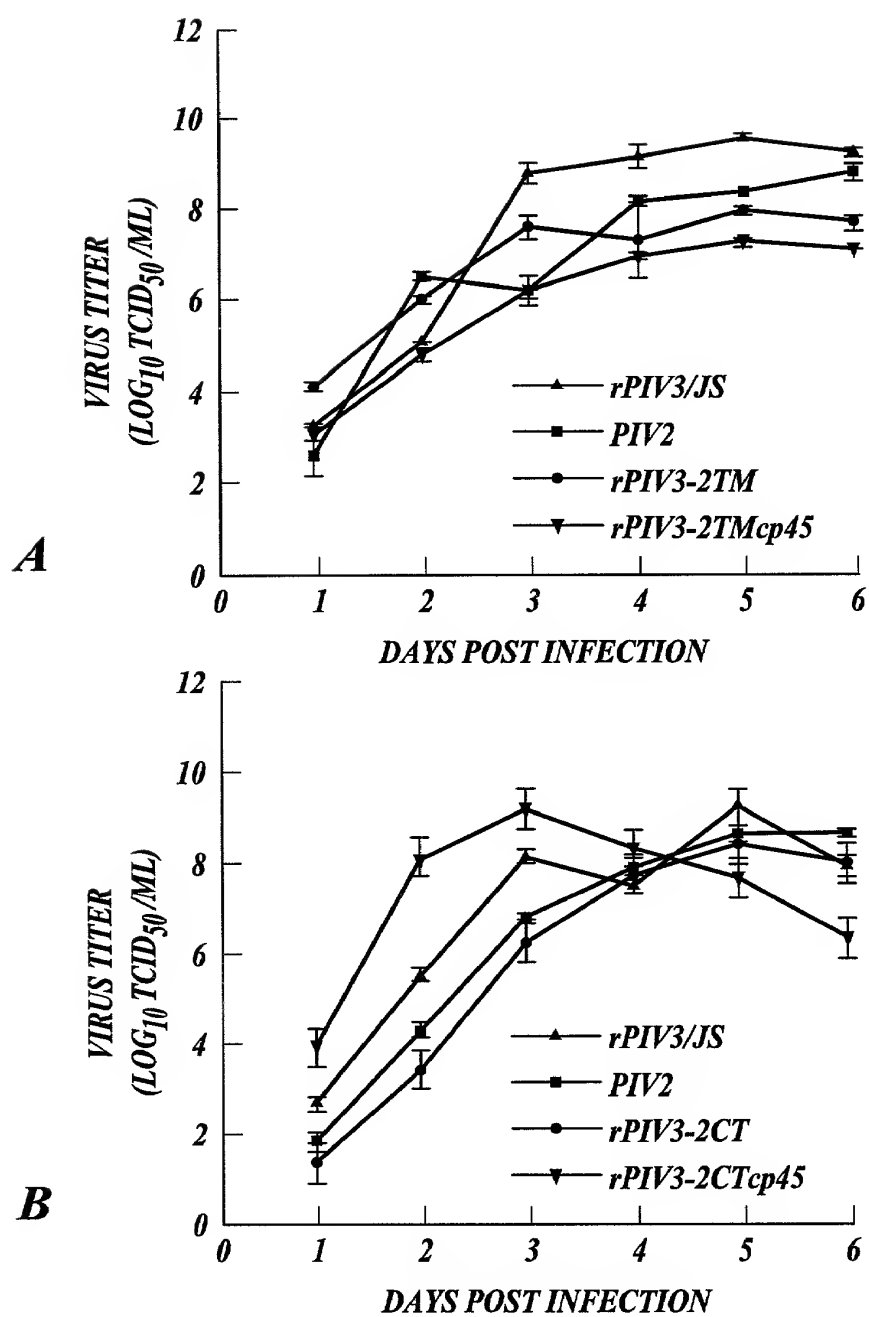 12
10
8
6
4
2
0
VIRUS TITER
(LOG10 TCID50/ML)
rPIV3/JS
PIV2
rPIV3-2TM
rPIV3-2TMcp45
A
0 1 2 3 4 5 6
DAYS POST INFECTION
12
10
8
6
4
2
0
VIRUS TITER
(LOG10 TCID50/ML)
rPIV3/JS
PIV2
rPIV3-2CT
rPIV3-2CTcp45
B
0 1 2 3 4 5 6
DAYS POST INFECTION